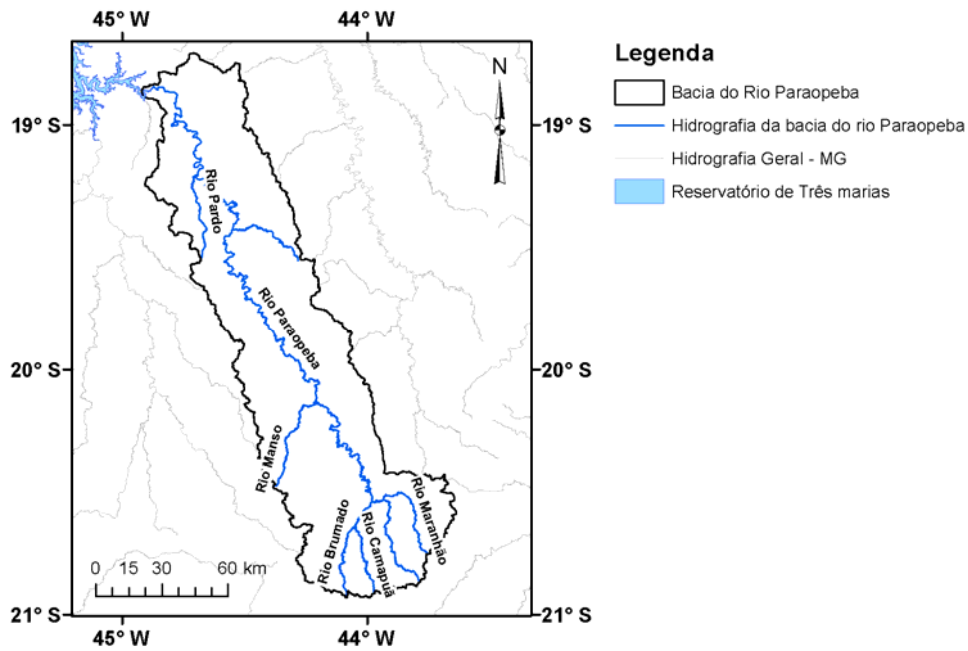 45° W
44° W
Legenda
Bacia do Rio Paraopeba
Hidrografia da bacia do rio Paraopeba
Hidrografia Geral - MG
Reservatório de Três marias
N
19° S
19° S
Rio Pardo
Rio Paraopeba
20° S
20° S
Rio Manso
Rio Brumado
Rio Camapuã
Rio Maranhão
0 15 30 60 km
21° S
21° S
45° W
44° W